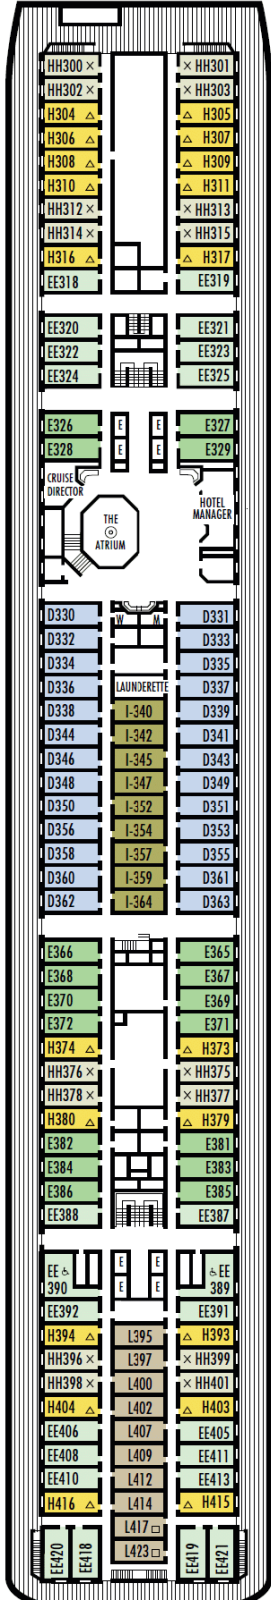 HH300 × × HH301
HH302 × × HH303
H304 △ △ H305
H306 △ △ H307
H308 △ △ H309
H310 △ △ H311
HH312 × × HH313
HH314 × × HH315
H316 △ △ H317
EE318 EE319
EE320 EE321
EE322 EE323
EE324 EE325
E326 E E E327
E328 E E E329
CRUISE
DIRECTOR
HOTEL
MANAGER
THE
ATRIUM
W M
D330 D331
D332 D333
D334 D335
D336 LAUNDERETTE D337
D338 I-340 D339
D344 I-342 D341
D346 I-345 D343
D348 I-347 D349
D350 I-352 D351
D356 I-354 D353
D358 I-357 D355
D360 I-359 D361
D362 I-364 D363
E366 E365
E368 E367
E370 E369
E372 E371
H374 △ △ H373
HH376 × × HH375
HH378 × × HH377
H380 △ △ H379
E382 E381
E384 E383
E386 E385
EE388 EE387
EE ♿ E E ♿ EE
390 E E 389
EE392 EE391
H394 △ L395 △ H393
HH396 × L397 × HH399
HH398 × L400 × HH401
H404 △ L402 △ H403
EE406 L407 EE405
EE408 L409 EE411
EE410 L412 EE413
H416 △ L414 △ H415
L417 □
L423 □
EE420 EE418 EE419 EE421